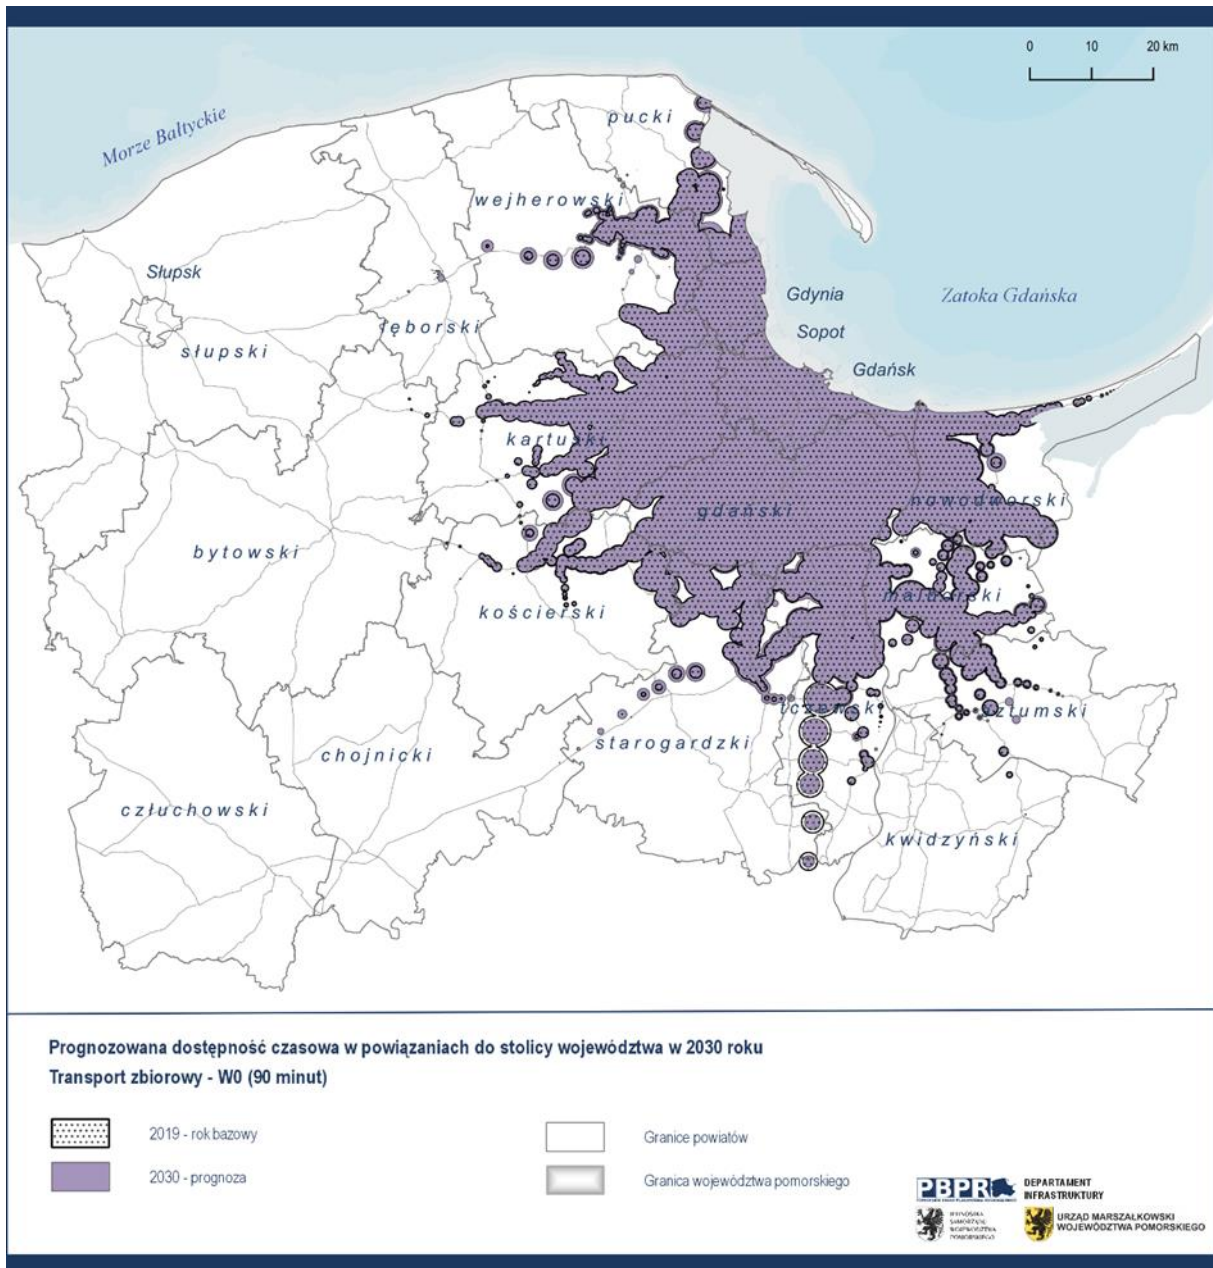 0 10 20 km
Morze Bałtyckie
pucki
wejherowski
Słupsk
Gdynia
Zatoka Gdańska
Sopot
lęborski
słupski
Gdańsk
kartuski
nowodworski
gdański
bytowski
malborski
kościerski
tczewski
sztumski
starogardzki
chojnicki
człuchowski
kwidzyński
Prognozowana dostępność czasowa w powiązaniach do stolicy województwa w 2030 roku
Transport zbiorowy - W0 (90 minut)
2019 - rok bazowy
Granice powiatów
2030 - prognoza
Granica województwa pomorskiego
PBPR
DEPARTAMENT
INFRASTRUKTURY
URZĄD MARSZAŁKOWSKI
WOJEWÓDZTWA POMORSKIEGO